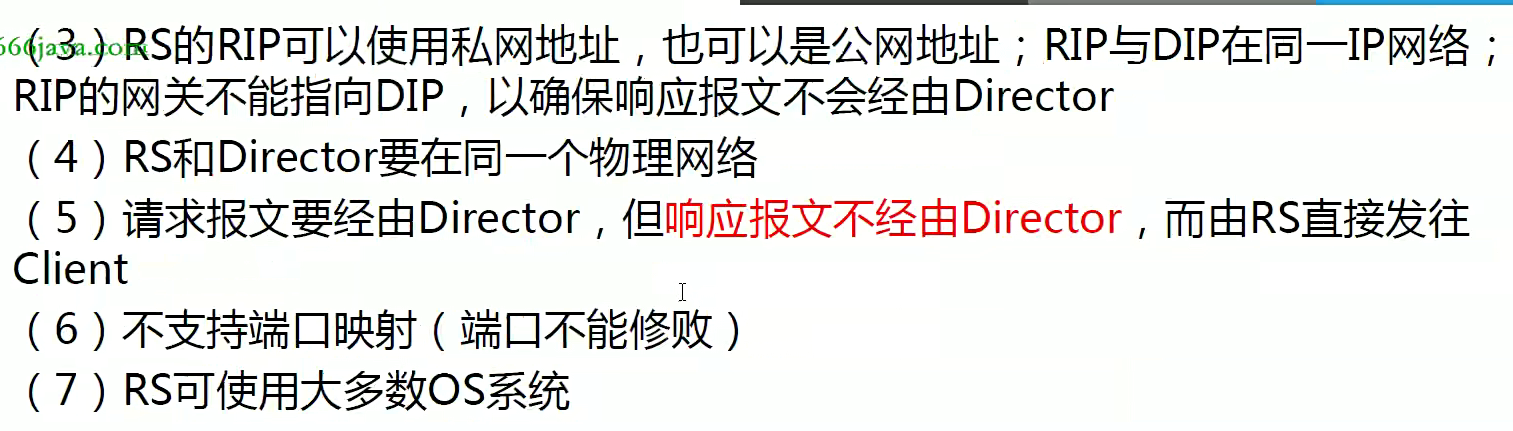 666java.com
（3）RS的RIP可以使用私网地址，也可以是公网地址；RIP与DIP在同一IP网络；
RIP的网关不能指向DIP，以确保响应报文不会经由Director
（4）RS和Director要在同一个物理网络
（5）请求报文要经由Director，但响应报文不经由Director，而由RS直接发往
Client
（6）不支持端口映射（端口不能修败）
（7）RS可使用大多数OS系统